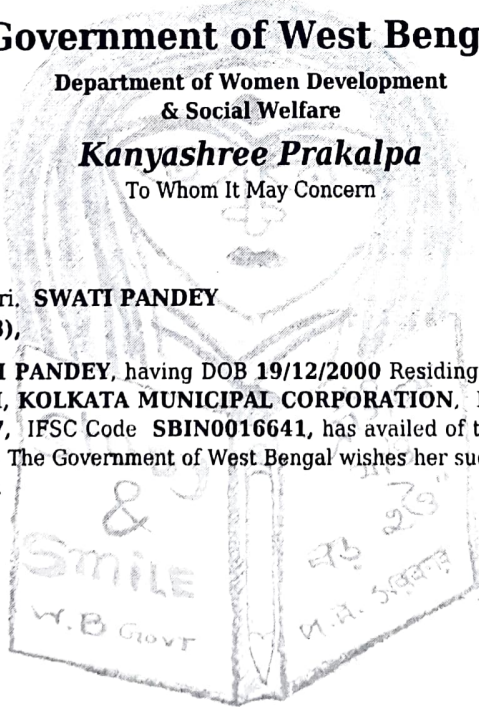 Government of West Beng
Department of Women Development
& Social Welfare
Kanyashree Prakalpa
To Whom It May Concern
ri. SWATI PANDEY
),
I PANDEY, having DOB 19/12/2000 Residing
, KOLKATA MUNICIPAL CORPORATION,
7, IFSC Code SBIN0016641, has availed of t
The Government of West Bengal wishes her su
&
SMILE
W.B GOVT